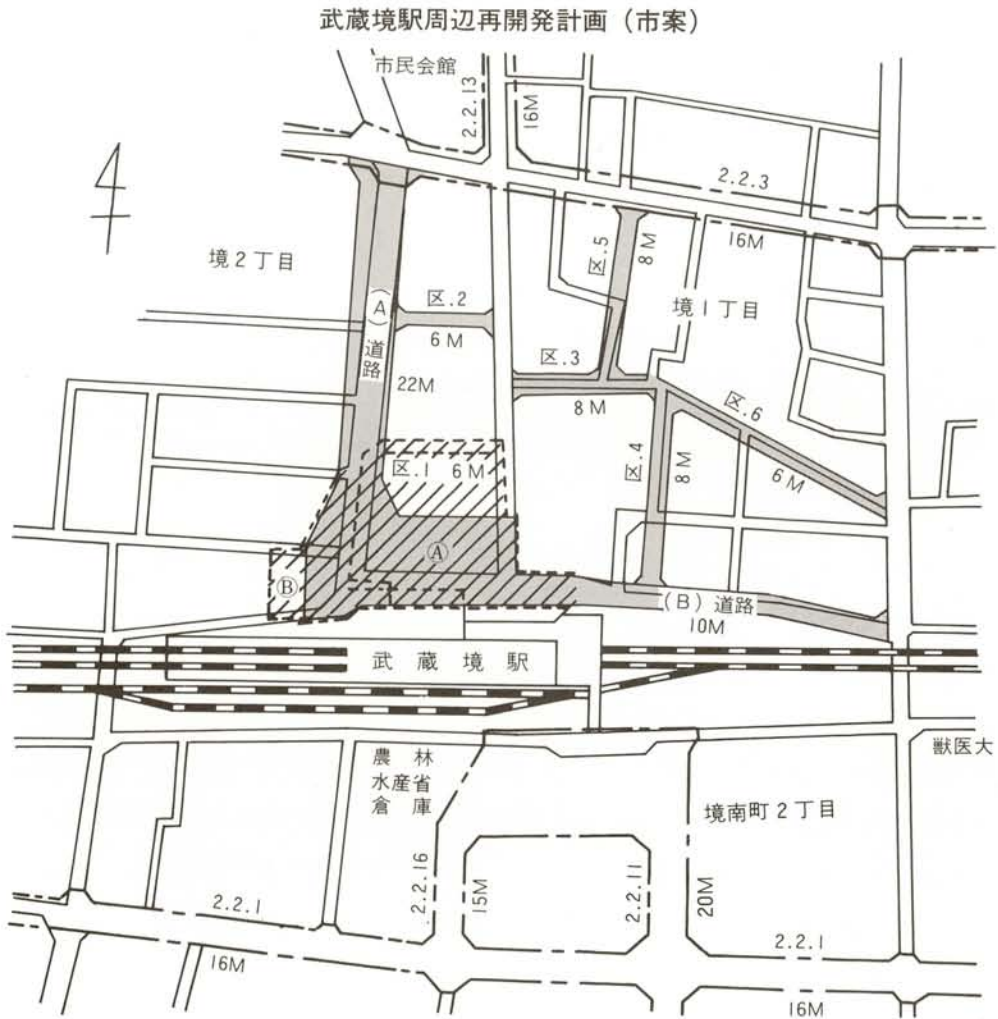 武蔵境駅周辺再開発計画（市案）
市民会館
2.2.13
16M
2.2.3
16M
境2丁目
(A)道路
22M
区.2
6M
区.5
8M
境1丁目
区.3
8M
区.6
6M
区.4
8M
区.1 6M
Ⓐ
Ⓑ
(B)道路
10M
武蔵境駅
農林
水産省
倉庫
獣医大
境南町2丁目
2.2.16
15M
2.2.11
20M
2.2.1
16M
2.2.1
16M